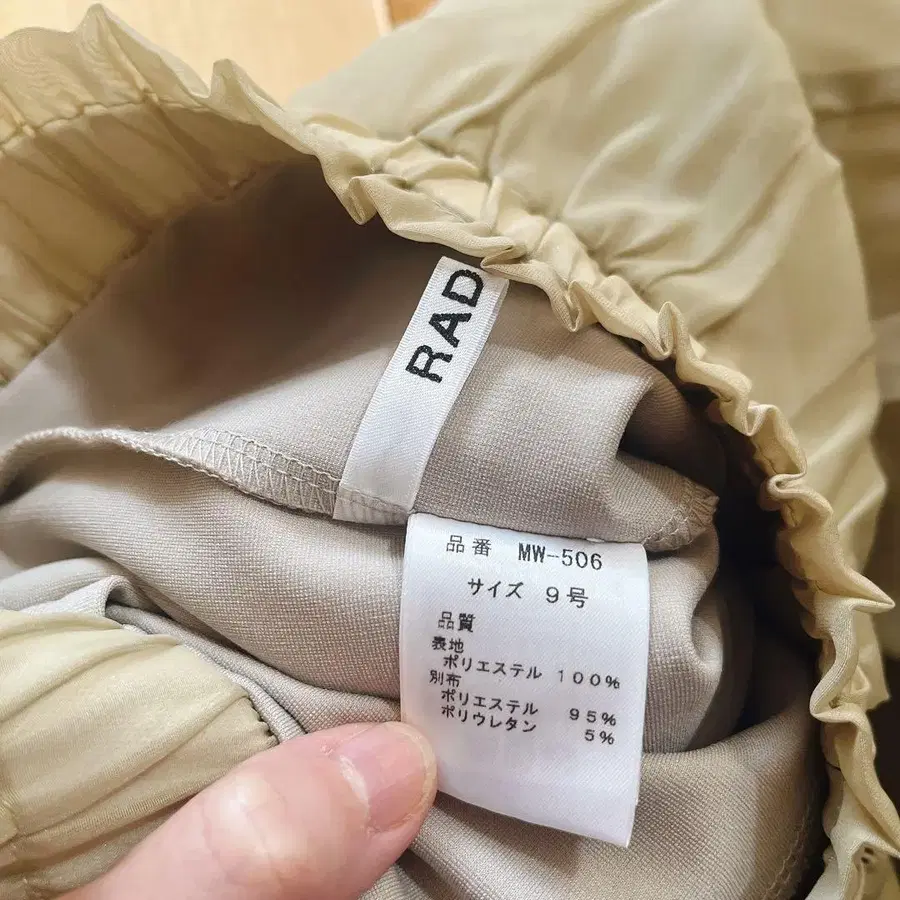 RAD
品番 MW-506
サイズ 9号
品質
表地
ポリエステル 100%
別布
ポリエステル 95%
ポリウレタン 5%